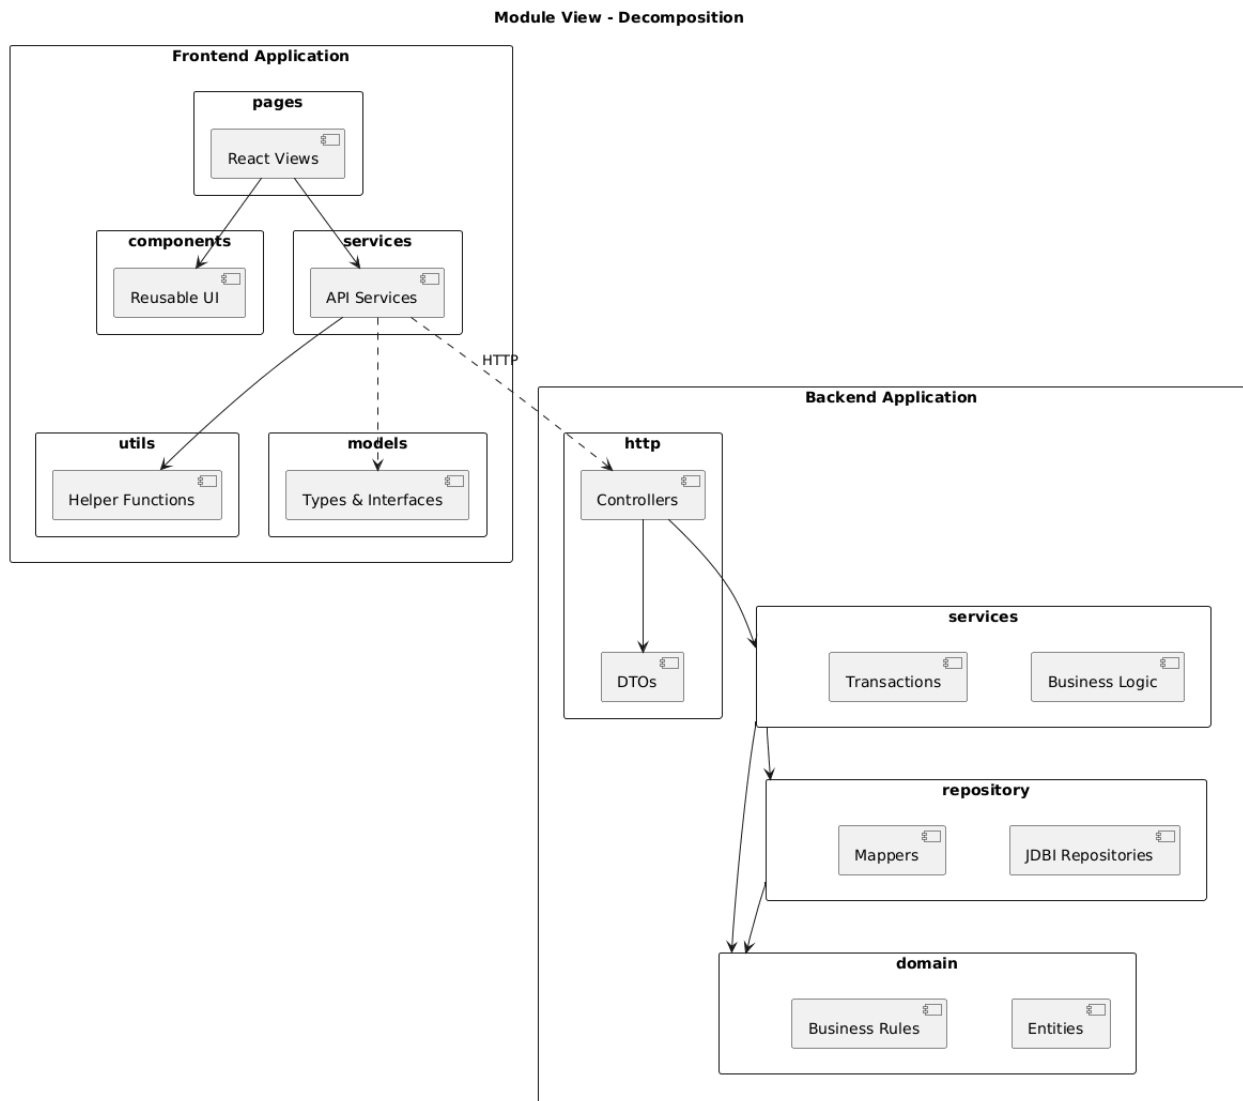 Module View - Decomposition
Frontend Application
pages
React Views
components
services
Reusable UI
API Services
HTTP
Backend Application
utils
models
http
Helper Functions
Types & Interfaces
Controllers
services
DTOs
Transactions
Business Logic
repository
Mappers
JDBI Repositories
domain
Business Rules
Entities